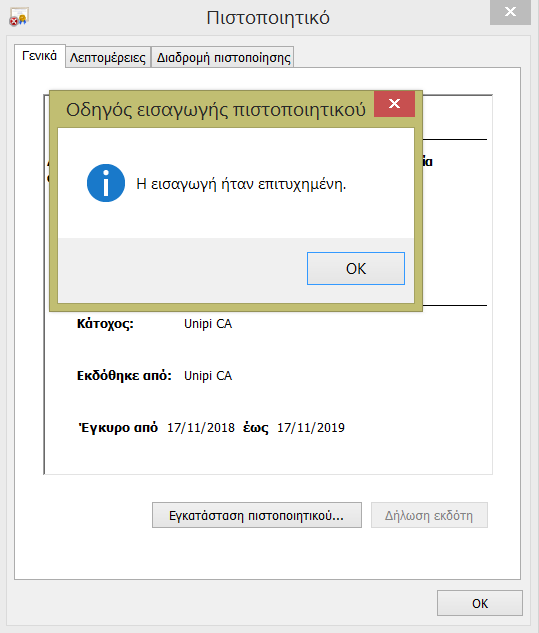 Πιστοποιητικό
Γενικά Λεπτομέρειες Διαδρομή πιστοποίησης
Οδηγός εισαγωγής πιστοποιητικού
Η εισαγωγή ήταν επιτυχημένη.
OK
Κάτοχος: Unipi CA
Εκδόθηκε από: Unipi CA
Έγκυρο από 17/11/2018 έως 17/11/2019
Εγκατάσταση πιστοποιητικού... Δήλωση εκδότη
OK